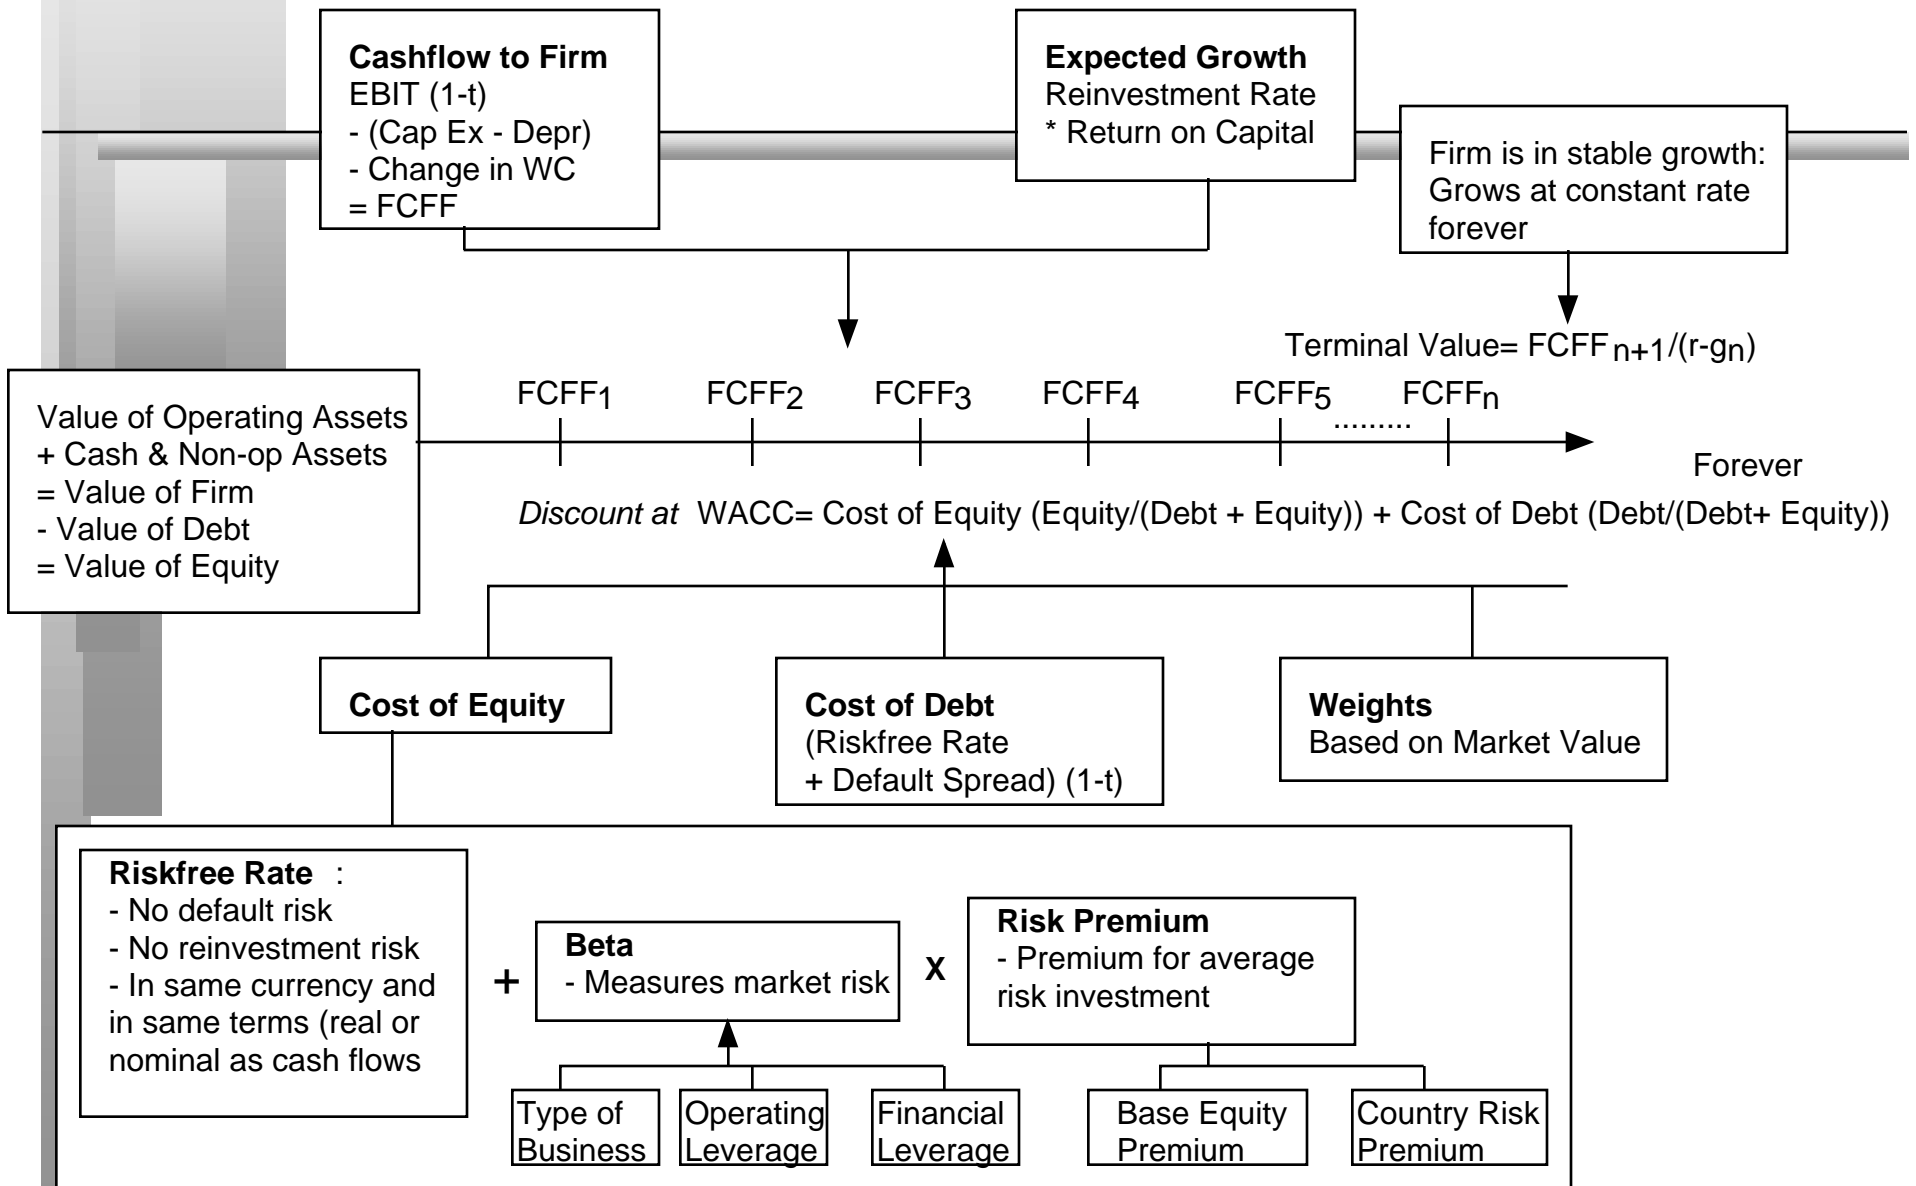 Cashflow to Firm
EBIT (1-t)
- (Cap Ex - Depr)
- Change in WC
= FCFF
Expected Growth
Reinvestment Rate
* Return on Capital
Firm is in stable growth:
Grows at constant rate
forever
Terminal Value= FCFFn+1/(r-gn)
FCFF1 FCFF2 FCFF3 FCFF4 FCFF5 ......... FCFFn
Forever
Value of Operating Assets
+ Cash & Non-op Assets
= Value of Firm
- Value of Debt
= Value of Equity
Discount at WACC= Cost of Equity (Equity/(Debt + Equity)) + Cost of Debt (Debt/(Debt+ Equity))
Cost of Equity
Cost of Debt
(Riskfree Rate
+ Default Spread) (1-t)
Weights
Based on Market Value
Riskfree Rate :
- No default risk
- No reinvestment risk
- In same currency and
in same terms (real or
nominal as cash flows
+
Beta
- Measures market risk
X
Risk Premium
- Premium for average
risk investment
Type of
Business
Operating
Leverage
Financial
Leverage
Base Equity
Premium
Country Risk
Premium